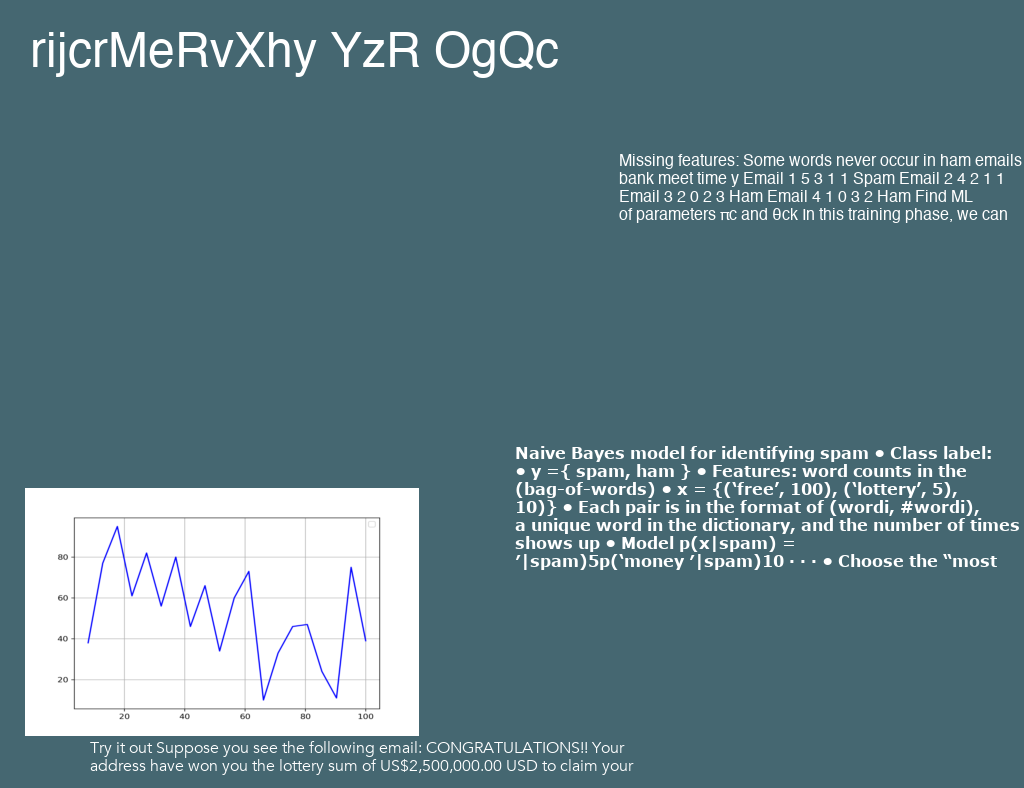 rijcrMeRvXhy YzR OgQc
Missing features: Some words never occur in ham emails
bank meet time y Email 1 5 3 1 1 Spam Email 2 4 2 1 1
Email 3 2 0 2 3 Ham Email 4 1 0 3 2 Ham Find ML
of parameters πc and θck In this training phase, we can
Naive Bayes model for identifying spam • Class label:
• y ={ spam, ham } • Features: word counts in the
(bag-of-words) • x = {(‘free’, 100), (‘lottery’, 5),
10)} • Each pair is in the format of (wordi, #wordi),
a unique word in the dictionary, and the number of times
shows up • Model p(x|spam) =
’|spam)5p(‘money ’|spam)10 · · · • Choose the “most
80
60
40
20
20 40 60 80 100
Try it out Suppose you see the following email: CONGRATULATIONS!! Your
address have won you the lottery sum of US$2,500,000.00 USD to claim your